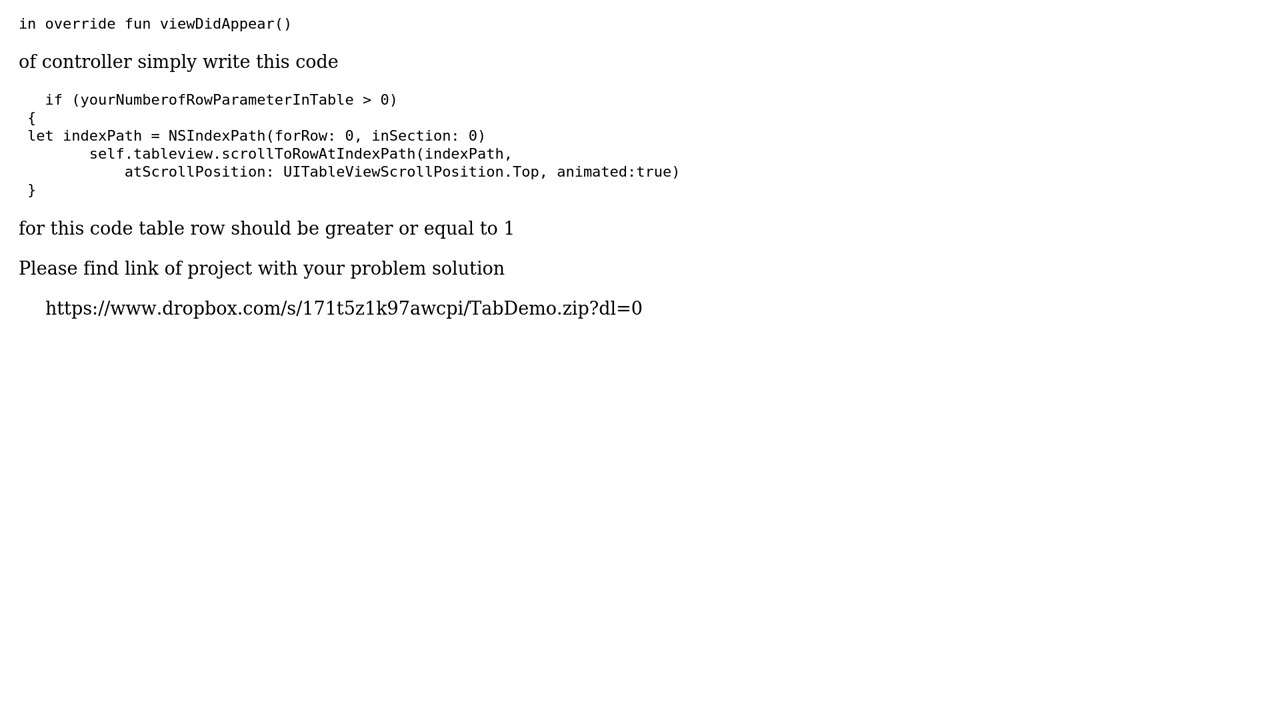 in override fun viewDidAppear()
of controller simply write this code
if (yourNumberofRowParameterInTable > 0)
{
let indexPath = NSIndexPath(forRow: 0, inSection: 0)
self.tableview.scrollToRowAtIndexPath(indexPath,
atScrollPosition: UITableViewScrollPosition.Top, animated:true)
}
for this code table row should be greater or equal to 1
Please find link of project with your problem solution
https://www.dropbox.com/s/171t5z1k97awcpi/TabDemo.zip?dl=0